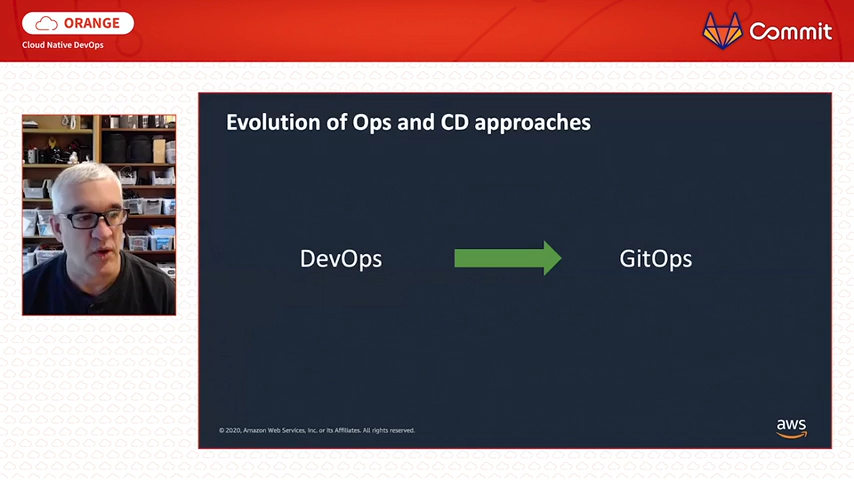 ORANGE
Cloud Native DevOps
Commit
Evolution of Ops and CD approaches
DevOps
GitOps
© 2020, Amazon Web Services, Inc. or its Affiliates. All rights reserved.
aws